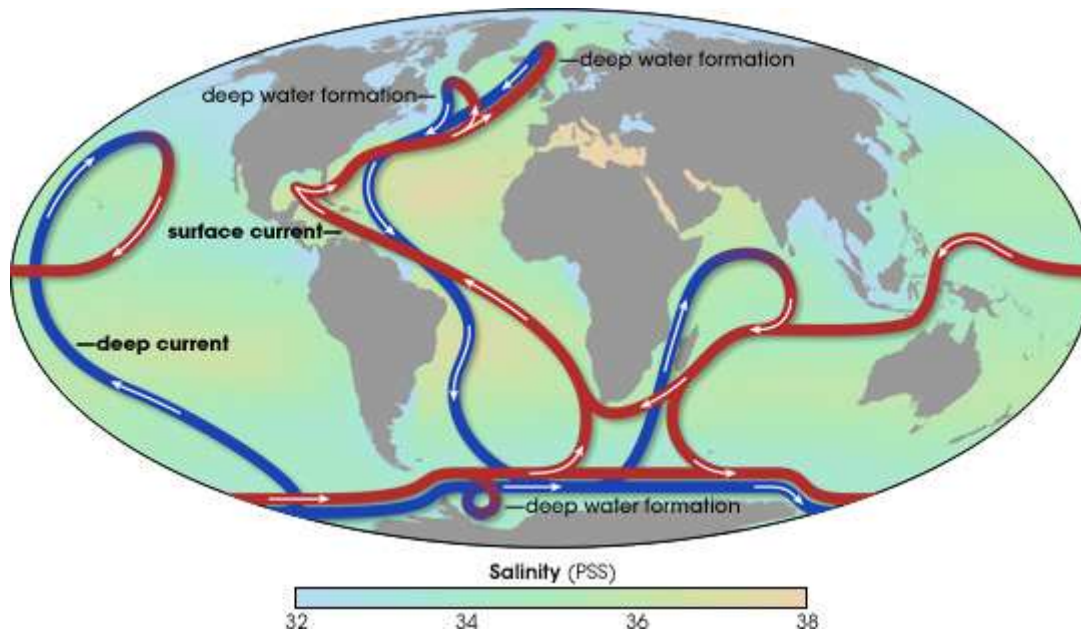 —deep water formation
deep water formation—
surface current—
—deep current
—deep water formation
Salinity (PSS)
32 34 36 38